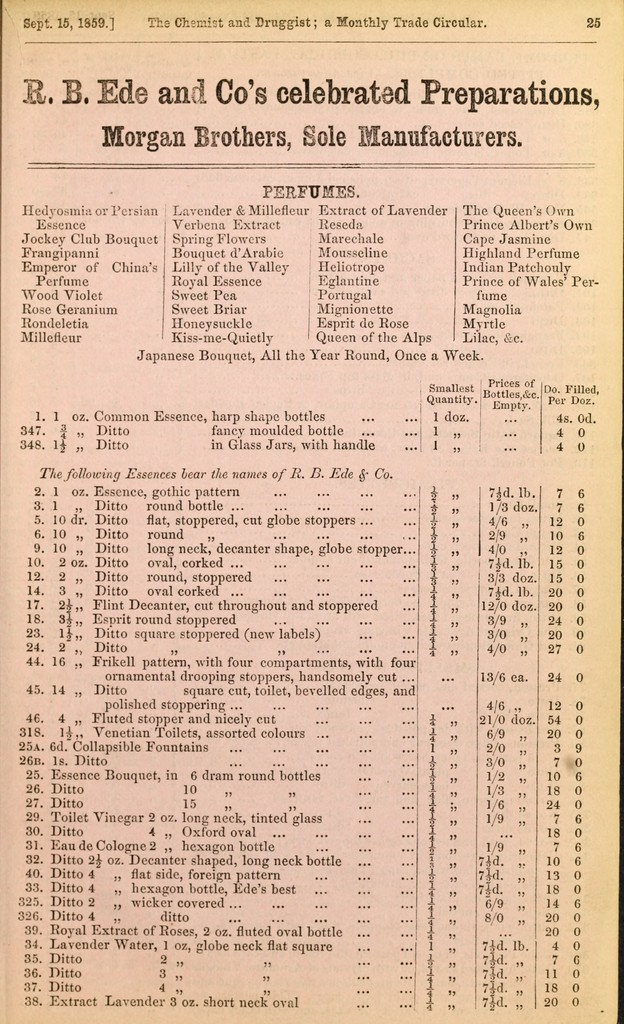 Sept. 15, 1859.] The Chemist and Druggist; a Monthly Trade Circular. 25
R. B. Ede and Co's celebrated Preparations,
Morgan Brothers, Sole Manufacturers.
PERFUMES.
Hedyosmia or Persian
Essence
Jockey Club Bouquet
Frangipanni
Emperor of China's
Perfume
Wood Violet
Rose Geranium
Rondeletia
Millefleur
Lavender & Millefleur
Verbena Extract
Spring Flowers
Bouquet d'Arabie
Lilly of the Valley
Royal Essence
Sweet Pea
Sweet Briar
Honeysuckle
Kiss-me-Quietly
Extract of Lavender
Reseda
Marechale
Mousseline
Heliotrope
Eglantine
Portugal
Mignionette
Esprit de Rose
Queen of the Alps
The Queen's Own
Prince Albert's Own
Cape Jasmine
Highland Perfume
Indian Patchouly
Prince of Wales' Per-
fume
Magnolia
Myrtle
Lilac, &c.
Japanese Bouquet, All the Year Round, Once a Week.
Smallest Quantity. Prices of Bottles,&c. Empty. Do. Filled, Per Doz.
1. 1 oz. Common Essence, harp shape bottles ... ... 1 doz. ... 4s. 0d.
347. ¾ „ Ditto fancy moulded bottle ... ... 1 „ ... 4 0
348. 1½ „ Ditto in Glass Jars, with handle ... 1 „ ... 4 0
The following Essences bear the names of R. B. Ede & Co.
2. 1 oz. Essence, gothic pattern ... ... ... ... ½ „ 7½d. lb. 7 6
3. 1 „ Ditto round bottle ... ... ... ... ½ „ 1/3 doz. 7 6
5. 10 dr. Ditto flat, stoppered, cut globe stoppers ... ... „ 4/6 „ 12 0
6. 10 „ Ditto round „ ... ... ... „ 2/9 „ 10 6
9. 10 „ Ditto long neck, decanter shape, globe stopper... „ 4/0 „ 12 0
10. 2 oz. Ditto oval, corked ... ... ... ... „ 7½d. lb. 15 0
12. 2 „ Ditto round, stoppered ... ... ... „ 3/3 doz. 15 0
14. 3 „ Ditto oval corked ... ... ... ... ¼ „ 7½d. lb. 20 0
17. 2½„ Flint Decanter, cut throughout and stoppered ... ¼ „ 12/0 doz. 20 0
18. 3½„ Esprit round stoppered ... ... ... ¼ „ 3/9 „ 24 0
23. 1½„ Ditto square stoppered (new labels) ... ... ¼ „ 3/0 „ 20 0
24. 2 „ Ditto „ „ ... ... ... ¼ „ 4/0 „ 27 0
44. 16 „ Frikell pattern, with four compartments, with four
ornamental drooping stoppers, handsomely cut ... ... 13/6 ea. 24 0
45. 14 „ Ditto square cut, toilet, bevelled edges, and
polished stoppering ... ... ... ... ... 4/6 „ 12 0
46. 4 „ Fluted stopper and nicely cut ... ... ... ¼ „ 21/0 doz. 54 0
318. 1½„ Venetian Toilets, assorted colours ... ... ... ¼ „ 6/9 „ 20 0
25A. 6d. Collapsible Fountains ... ... ... ... 1 „ 2/0 „ 3 9
26B. 1s. Ditto ... ... ... ... ½ „ 3/0 „ 7 0
25. Essence Bouquet, in 6 dram round bottles ... ... „ 1/2 „ 10 6
26. Ditto 10 „ „ ... ... ¼ „ 1/3 „ 18 0
27. Ditto 15 „ „ ... ... ¼ „ 1/6 „ 24 0
29. Toilet Vinegar 2 oz. long neck, tinted glass ... ... ½ „ 1/9 „ 7 6
30. Ditto 4 „ Oxford oval ... ... ... ... ¼ „ ... 18 0
31. Eau de Cologne 2 „ hexagon bottle ... ... ... ½ „ 1/9 „ 7 6
32. Ditto 2½ oz. Decanter shaped, long neck bottle ... ... „ 7½d. „ 10 6
40. Ditto 4 „ flat side, foreign pattern ... ... ... „ 7½d. „ 13 0
33. Ditto 4 „ hexagon bottle, Ede's best ... ... ... ¼ „ 7½d. „ 18 0
325. Ditto 2 „ wicker covered ... ... ... ... ¼ „ 6/9 „ 14 6
326. Ditto 4 „ ditto ... ... ... ... ¼ „ 8/0 „ 20 0
39. Royal Extract of Roses, 2 oz. fluted oval bottle ... ... ¼ „ ... 20 0
34. Lavender Water, 1 oz, globe neck flat square ... ... 1 „ 7½d. lb. 4 0
35. Ditto 2 „ „ ... ... ½ „ 7½d. „ 7 6
36. Ditto 3 „ „ ... ... „ 7½d. „ 11 0
37. Ditto 4 „ „ ... ... ¼ „ 7½d. „ 18 0
38. Extract Lavender 3 oz. short neck oval ... ... ¼ „ 7½d. „ 20 0